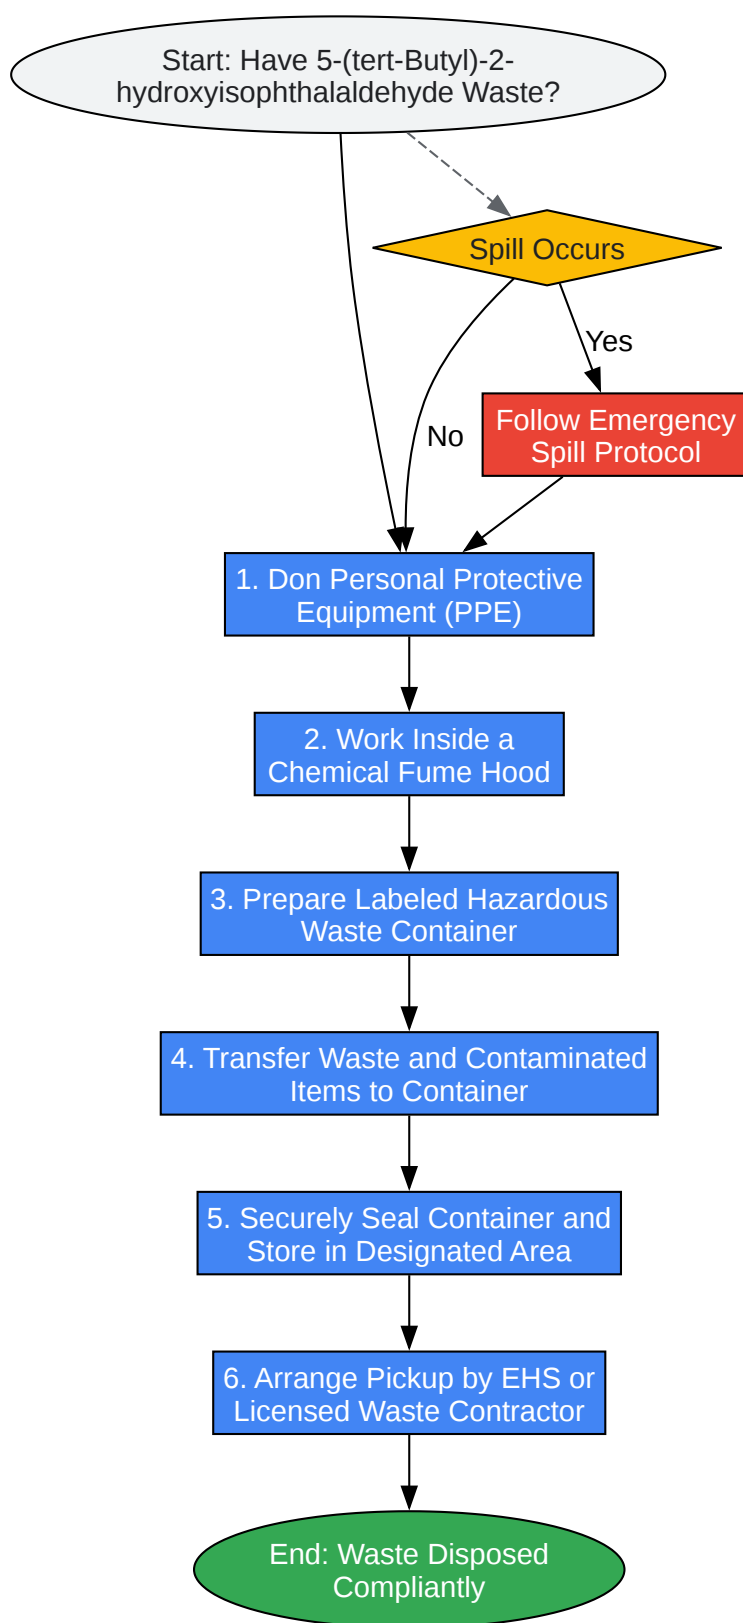 Start: Have 5-(tert-Butyl)-2-
hydroxyisophthalaldehyde Waste?
Spill Occurs
Yes
Follow Emergency
Spill Protocol
No
1. Don Personal Protective
Equipment (PPE)
2. Work Inside a
Chemical Fume Hood
3. Prepare Labeled Hazardous
Waste Container
4. Transfer Waste and Contaminated
Items to Container
5. Securely Seal Container and
Store in Designated Area
6. Arrange Pickup by EHS or
Licensed Waste Contractor
End: Waste Disposed
Compliantly